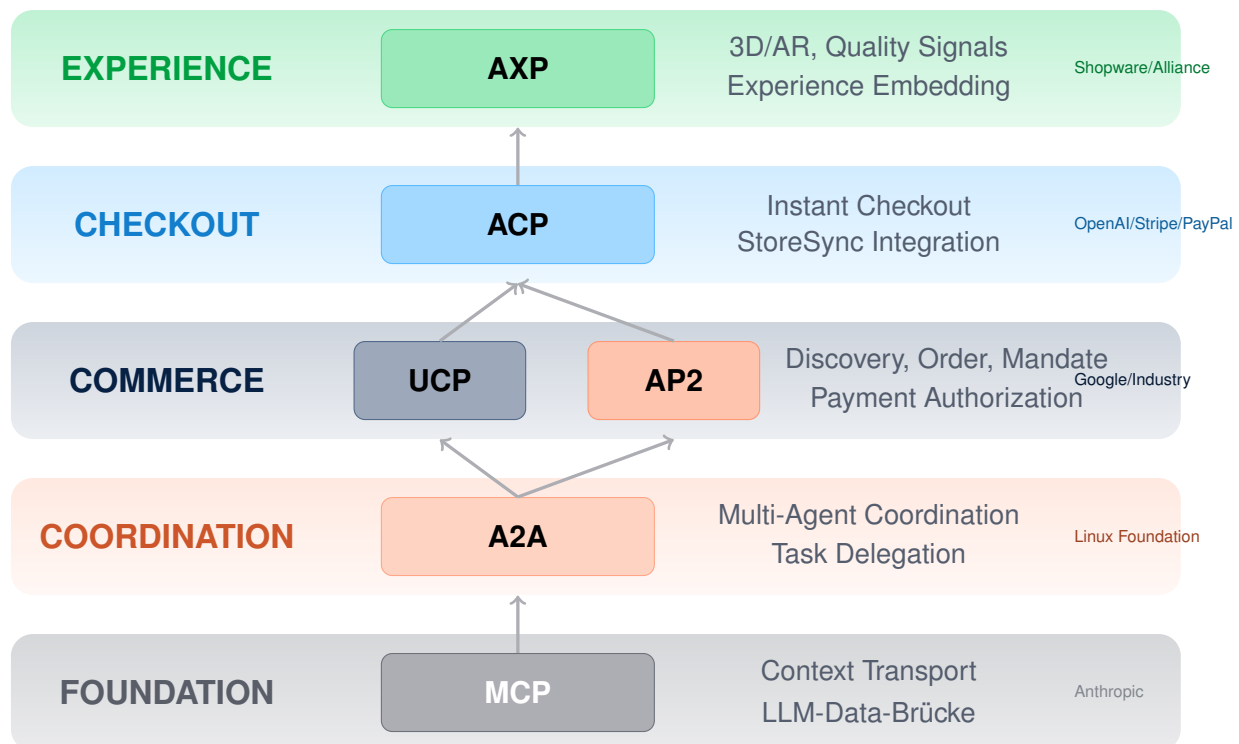 EXPERIENCE
AXP
3D/AR, Quality Signals
Experience Embedding
Shopware/Alliance
CHECKOUT
ACP
Instant Checkout
StoreSync Integration
OpenAI/Stripe/PayPal
COMMERCE
UCP
AP2
Discovery, Order, Mandate
Payment Authorization
Google/Industry
COORDINATION
A2A
Multi-Agent Coordination
Task Delegation
Linux Foundation
FOUNDATION
MCP
Context Transport
LLM-Data-Brücke
Anthropic